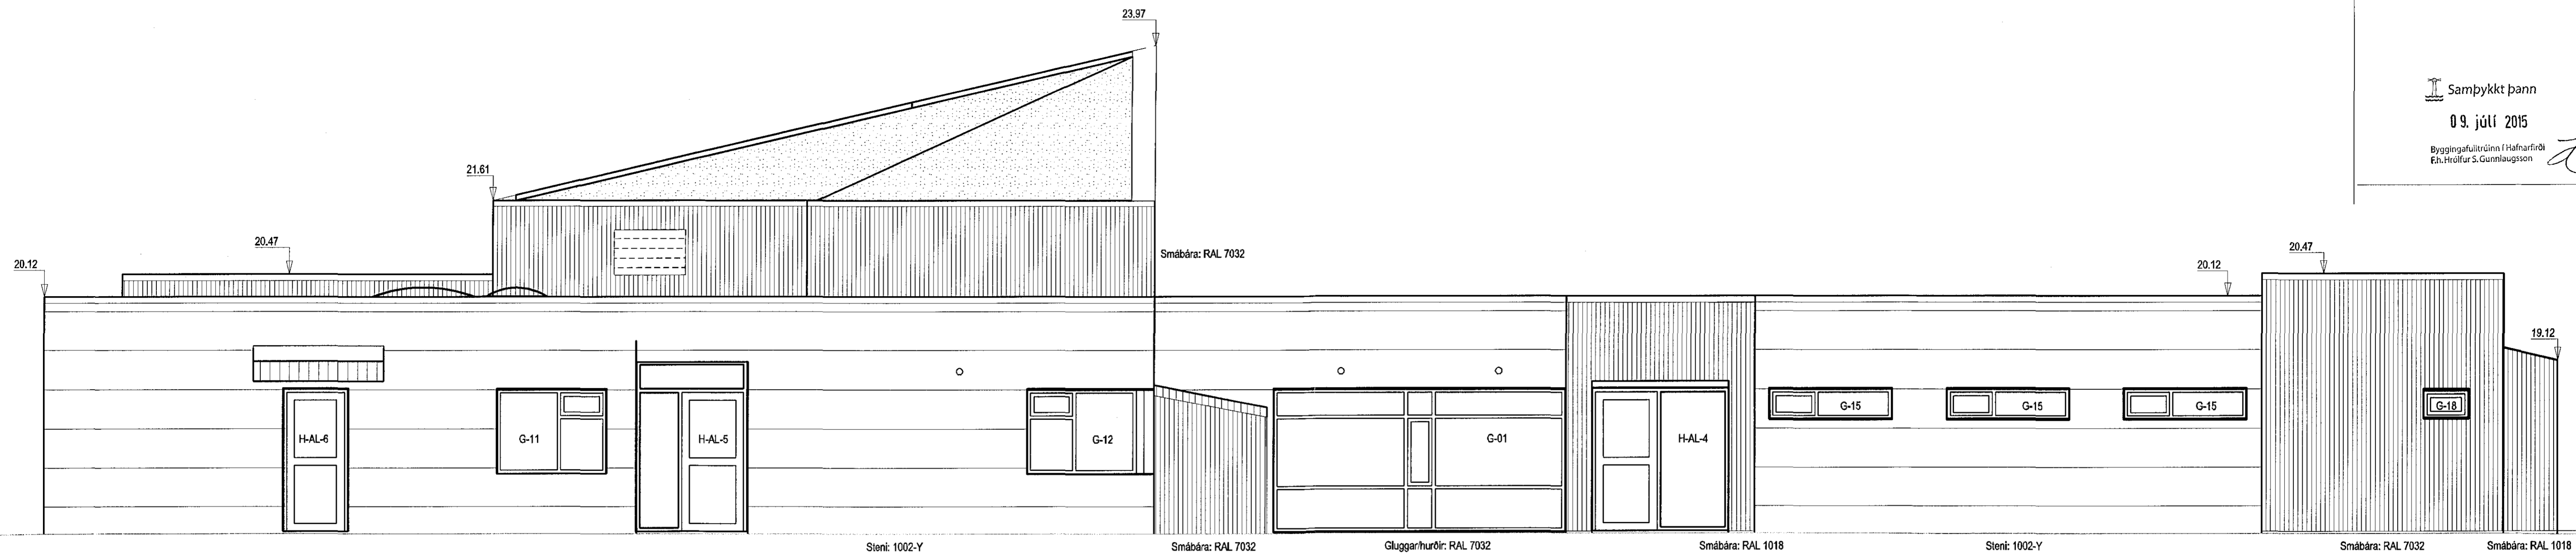 23.97
Samþykkt þann
09. júlí 2015
Byggingafulltrúinn í Hafnarfirði
F.h. Hrólfur S. Gunnlaugsson
21.61
20.47
20.12
Smábára: RAL 7032
20.47
20.12
19.12
H-AL-6
G-11
H-AL-5
G-12
G-01
H-AL-4
G-15
G-15
G-15
G-18
Steni: 1002-Y
Smábára: RAL 7032
Gluggar/hurðir: RAL 7032
Smábára: RAL 1018
Steni: 1002-Y
Smábára: RAL 7032
Smábára: RAL 1018